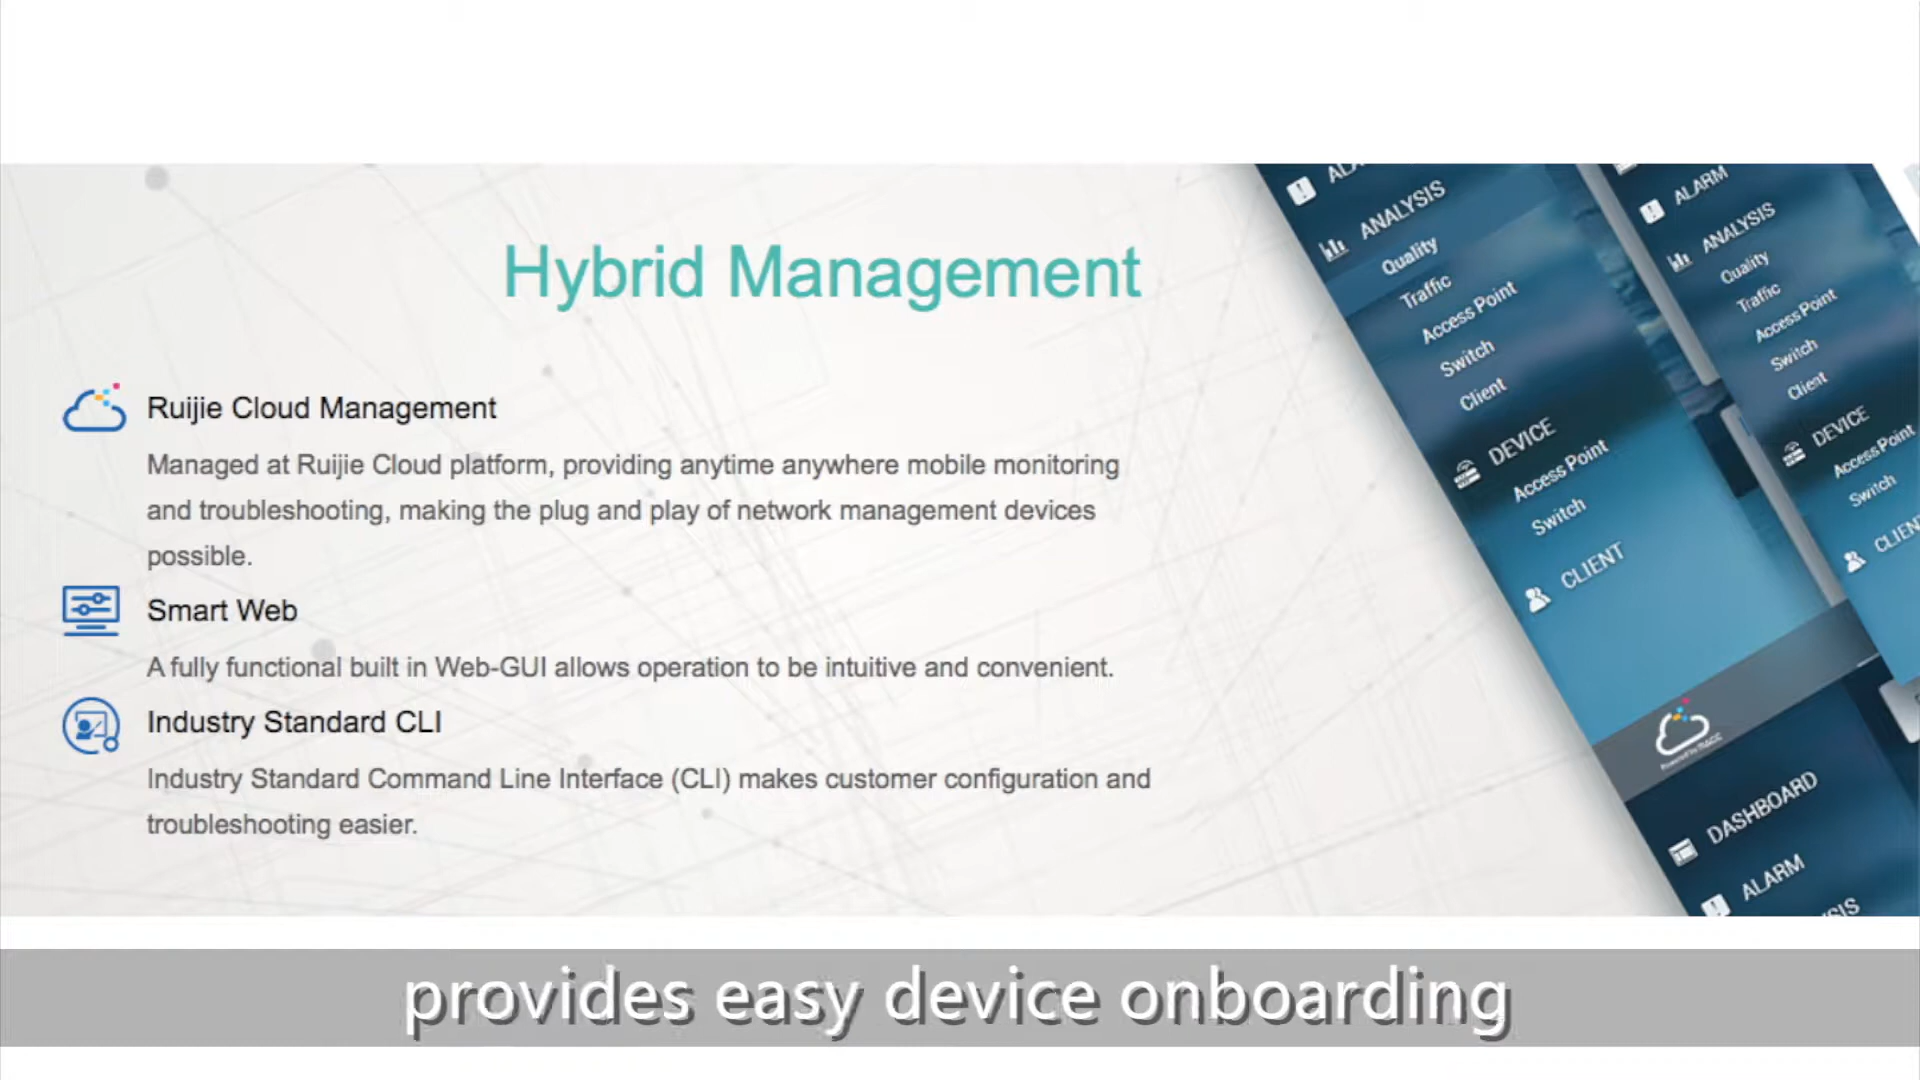 Hybrid Management
Ruijie Cloud Management
Managed at Ruijie Cloud platform, providing anytime anywhere mobile monitoring
and troubleshooting, making the plug and play of network management devices
possible.
Smart Web
A fully functional built in Web-GUI allows operation to be intuitive and convenient.
Industry Standard CLI
Industry Standard Command Line Interface (CLI) makes customer configuration and
troubleshooting easier.
ANALYSIS
Quality
Traffic
Access Point
Switch
Client
DEVICE
Access Point
Switch
CLIENT
DASHBOARD
ALARM
ALARM
ANALYSIS
Quality
Traffic
Access Point
Switch
Client
DEVICE
Access Point
Switch
provides easy device onboarding